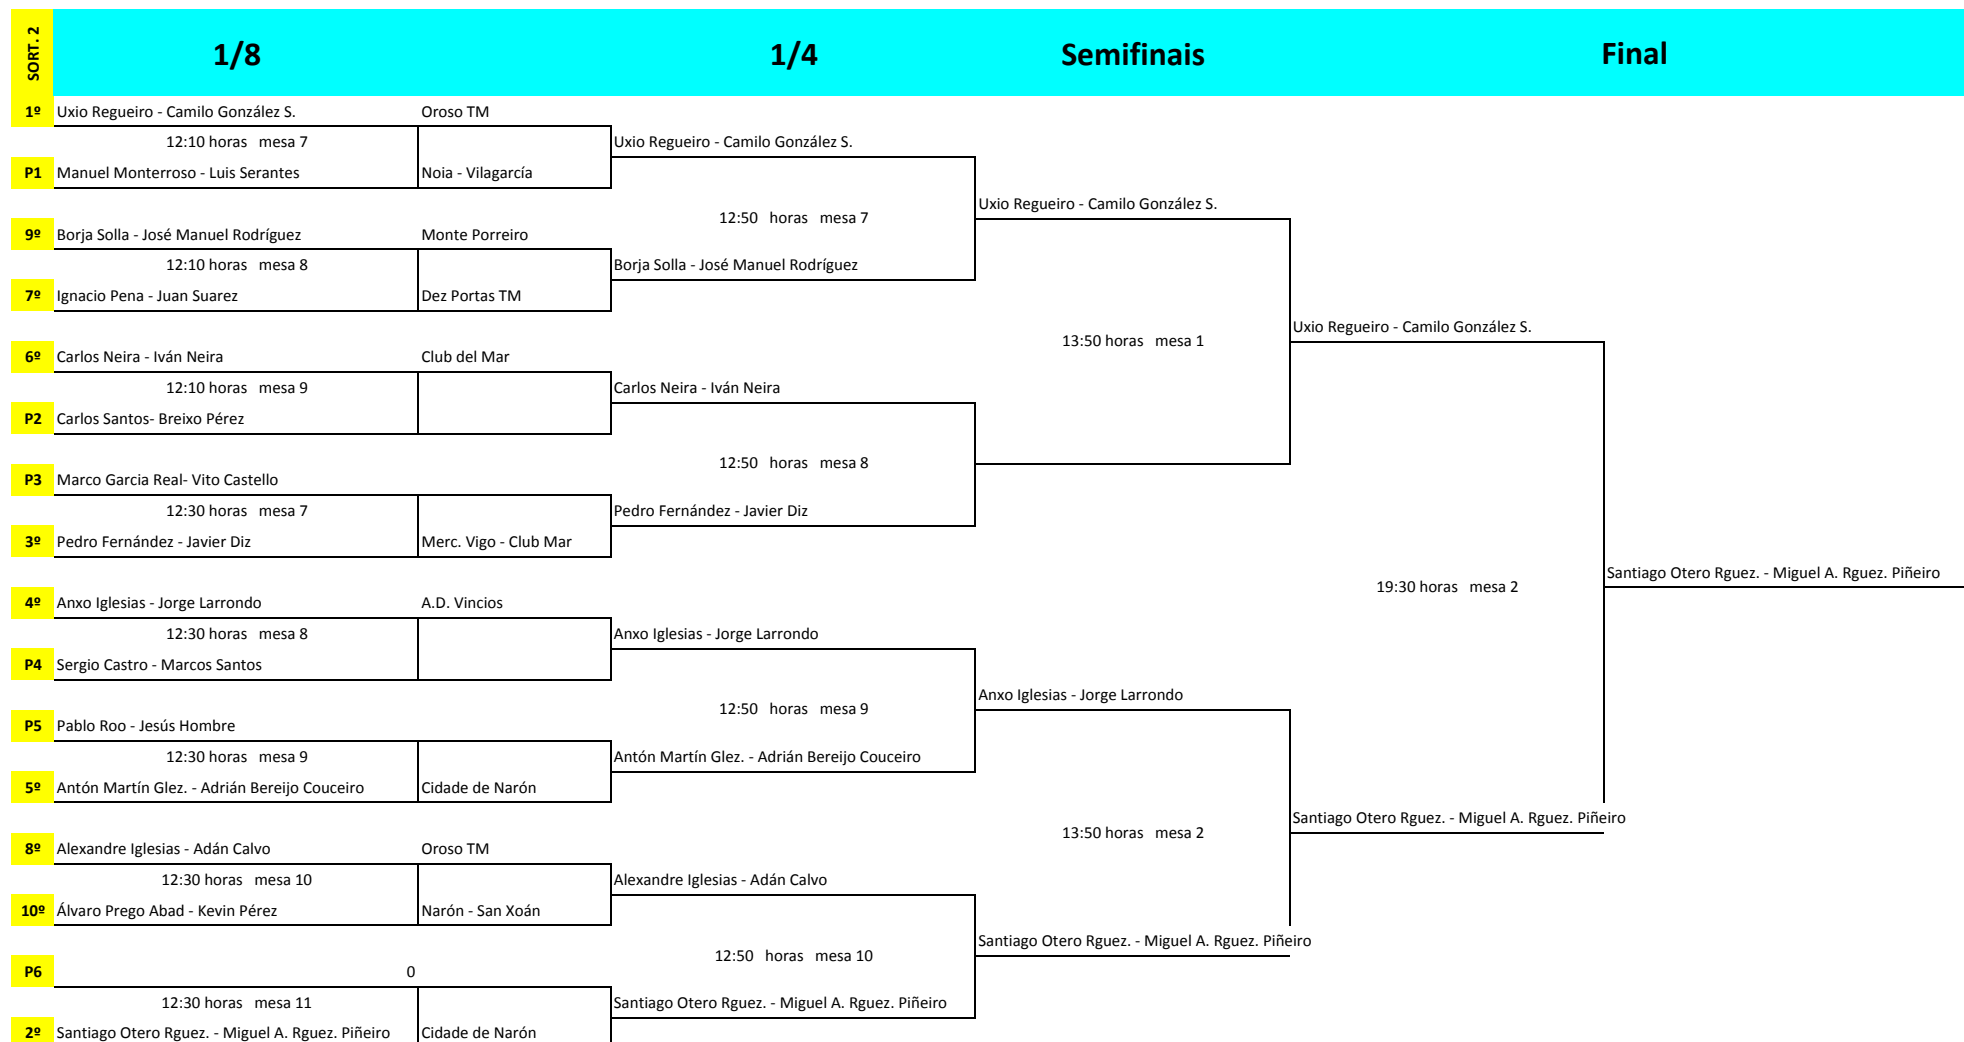 SORT. 2
1/8 1/4 Semifinais Final
1º Uxio Regueiro - Camilo González S. Oroso TM
12:10 horas mesa 7 Uxio Regueiro - Camilo González S.
P1 Manuel Monterroso - Luis Serantes Noia - Vilagarcía
12:50 horas mesa 7 Uxio Regueiro - Camilo González S.
9º Borja Solla - José Manuel Rodríguez Monte Porreiro
12:10 horas mesa 8 Borja Solla - José Manuel Rodríguez
7º Ignacio Pena - Juan Suarez Dez Portas TM
13:50 horas mesa 1 Uxio Regueiro - Camilo González S.
6º Carlos Neira - Iván Neira Club del Mar
12:10 horas mesa 9 Carlos Neira - Iván Neira
P2 Carlos Santos- Breixo Pérez
12:50 horas mesa 8
P3 Marco Garcia Real- Vito Castello
12:30 horas mesa 7 Pedro Fernández - Javier Diz
3º Pedro Fernández - Javier Diz Merc. Vigo - Club Mar
19:30 horas mesa 2 Santiago Otero Rguez. - Miguel A. Rguez. Piñeiro
4º Anxo Iglesias - Jorge Larrondo A.D. Vincios
12:30 horas mesa 8 Anxo Iglesias - Jorge Larrondo
P4 Sergio Castro - Marcos Santos
12:50 horas mesa 9 Anxo Iglesias - Jorge Larrondo
P5 Pablo Roo - Jesús Hombre
12:30 horas mesa 9 Antón Martín Glez. - Adrián Bereijo Couceiro
5º Antón Martín Glez. - Adrián Bereijo Couceiro Cidade de Narón
13:50 horas mesa 2 Santiago Otero Rguez. - Miguel A. Rguez. Piñeiro
8º Alexandre Iglesias - Adán Calvo Oroso TM
12:30 horas mesa 10 Alexandre Iglesias - Adán Calvo
10º Álvaro Prego Abad - Kevin Pérez Narón - San Xoán
12:50 horas mesa 10 Santiago Otero Rguez. - Miguel A. Rguez. Piñeiro
P6 0
12:30 horas mesa 11 Santiago Otero Rguez. - Miguel A. Rguez. Piñeiro
2º Santiago Otero Rguez. - Miguel A. Rguez. Piñeiro Cidade de Narón